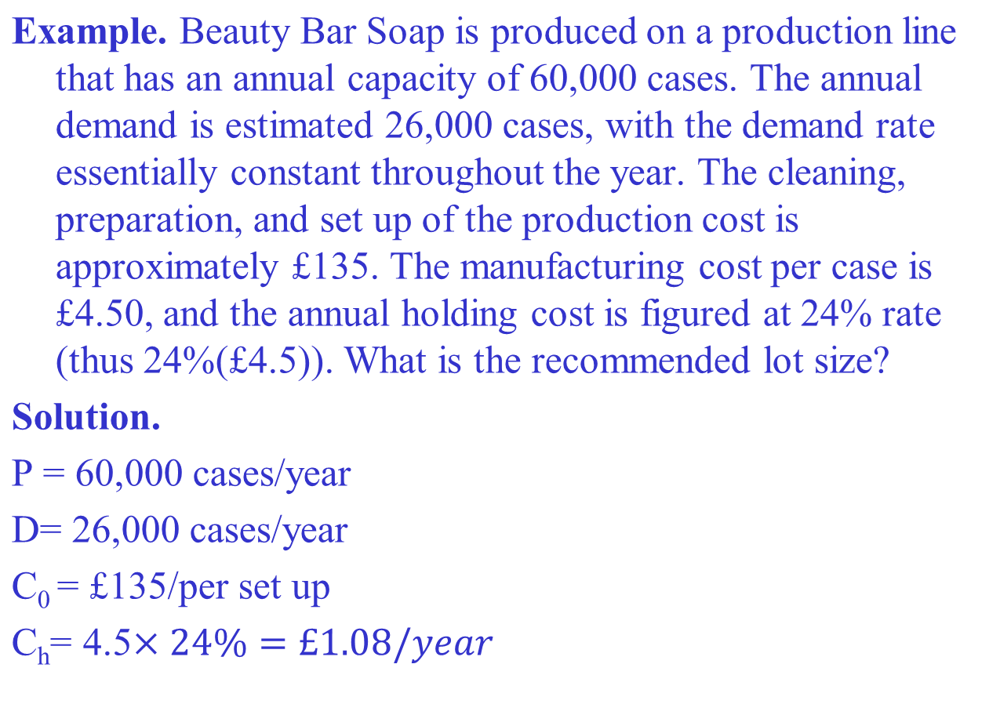 Example. Beauty Bar Soap is produced on a production line
that has an annual capacity of 60,000 cases. The annual
demand is estimated 26,000 cases, with the demand rate
essentially constant throughout the year. The cleaning,
preparation, and set up of the production cost is
approximately £135. The manufacturing cost per case is
£4.50, and the annual holding cost is figured at 24% rate
(thus 24%(£4.5)). What is the recommended lot size?
Solution.
P = 60,000 cases/year
D= 26,000 cases/year
C₀ = £135/per set up
Cₕ= 4.5× 24% = £1.08/year